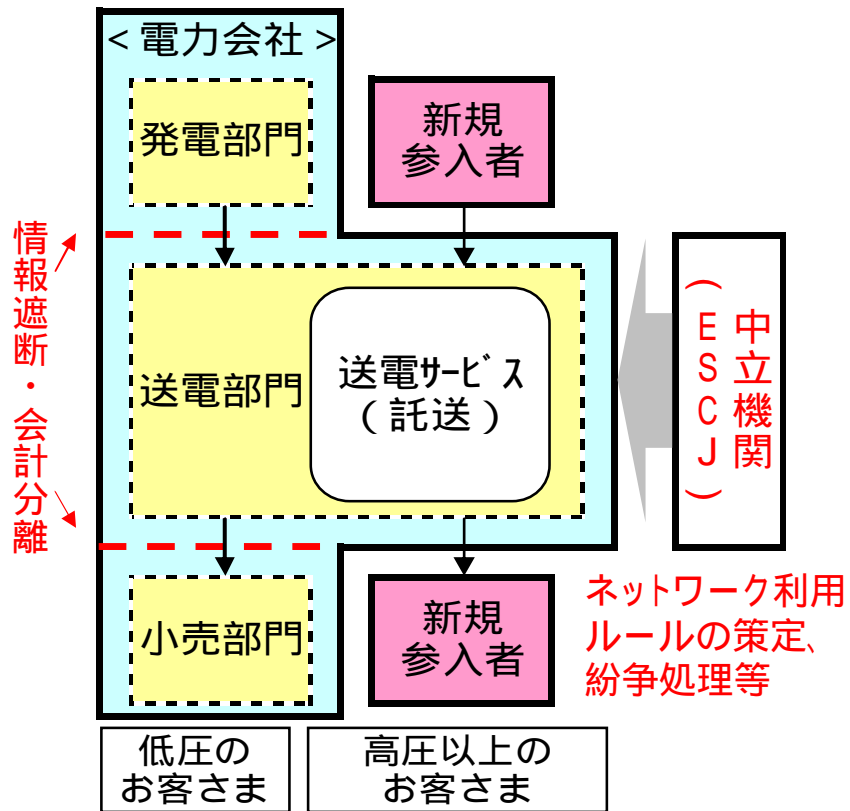 <電力会社>
発電部門
新規
参入者
情報遮断・会計分離
送電部門
送電ｻｰﾋﾞｽ
(託送)
中立機関
(ESCJ)
小売部門
新規
参入者
ネットワーク利用
ルールの策定、
紛争処理等
低圧の
お客さま
高圧以上の
お客さま